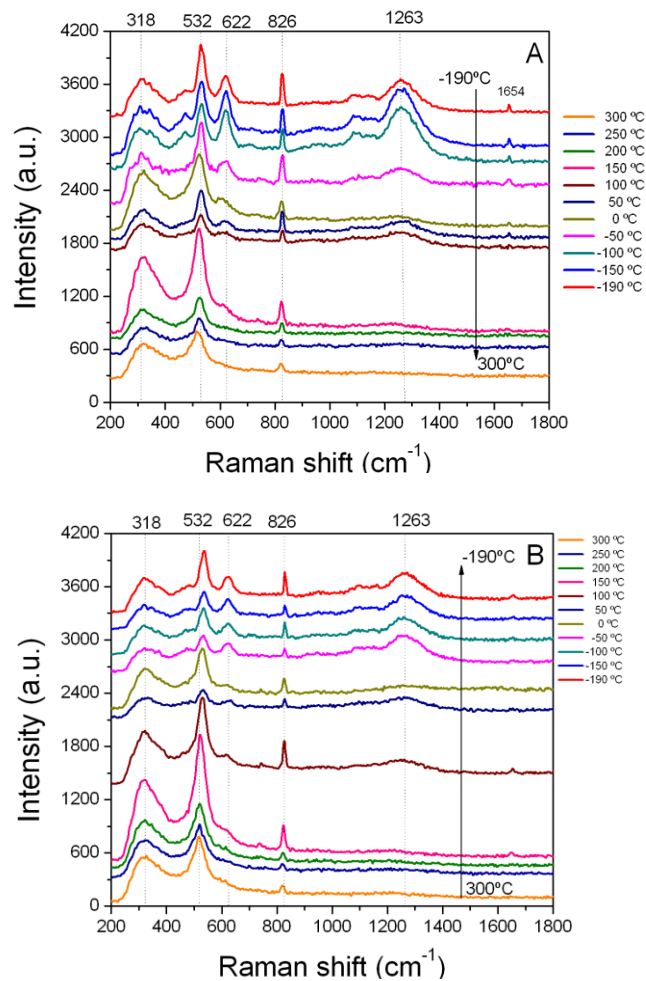 318 532 622 826 1263
4200
3600
3000
2400
1800
1200
600
0
Intensity (a.u.)
A
-190ºC
1654
300ºC
300 ºC
250 ºC
200 ºC
150 ºC
100 ºC
50 ºC
0 ºC
-50 ºC
-100 ºC
-150 ºC
-190 ºC
200 400 600 800 1000 1200 1400 1600 1800
Raman shift (cm-1)
318 532 622 826 1263
4200
3600
3000
2400
1800
1200
600
0
Intensity (a.u.)
B
-190ºC
300ºC
300 ºC
250 ºC
200 ºC
150 ºC
100 ºC
50 ºC
0 ºC
-50 ºC
-100 ºC
-150 ºC
-190 ºC
200 400 600 800 1000 1200 1400 1600 1800
Raman shift (cm-1)